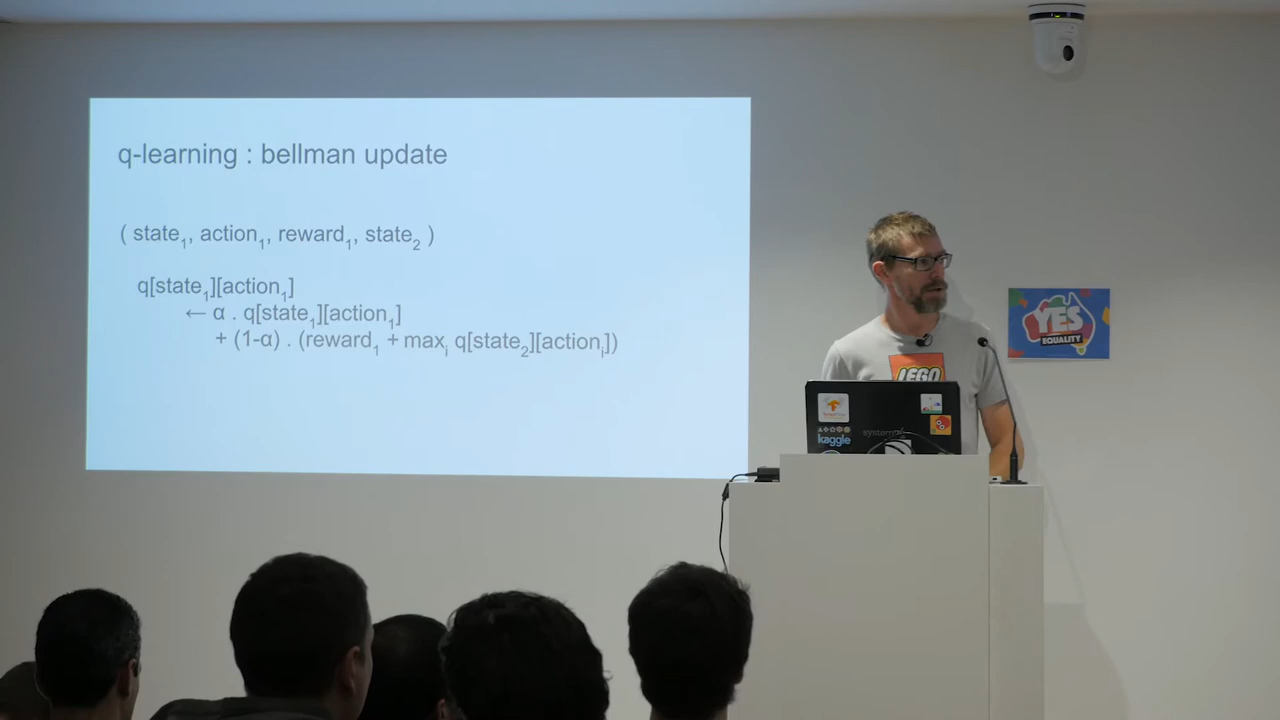 q-learning : bellman update
( state₁, action₁, reward₁, state₂ )
q[state₁][action₁]
← α . q[state₁][action₁]
+ (1-α) . (reward₁ + maxᵢ q[state₂][actionᵢ])
YES
EQUALITY
LEGO
kaggle